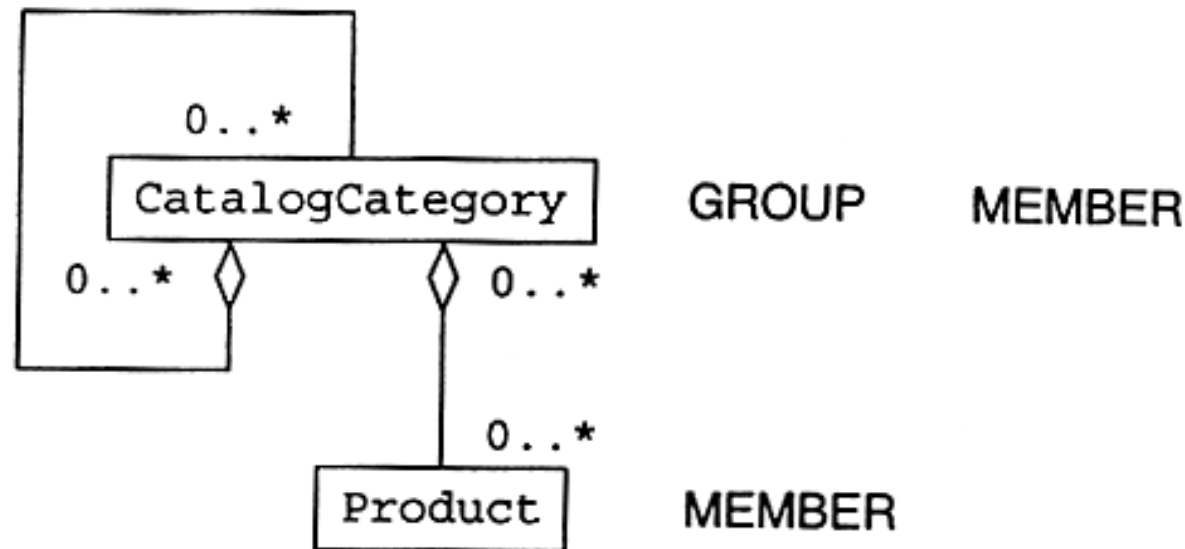 0..*
CatalogCategory GROUP MEMBER
0..* 0..*
0..*
Product MEMBER